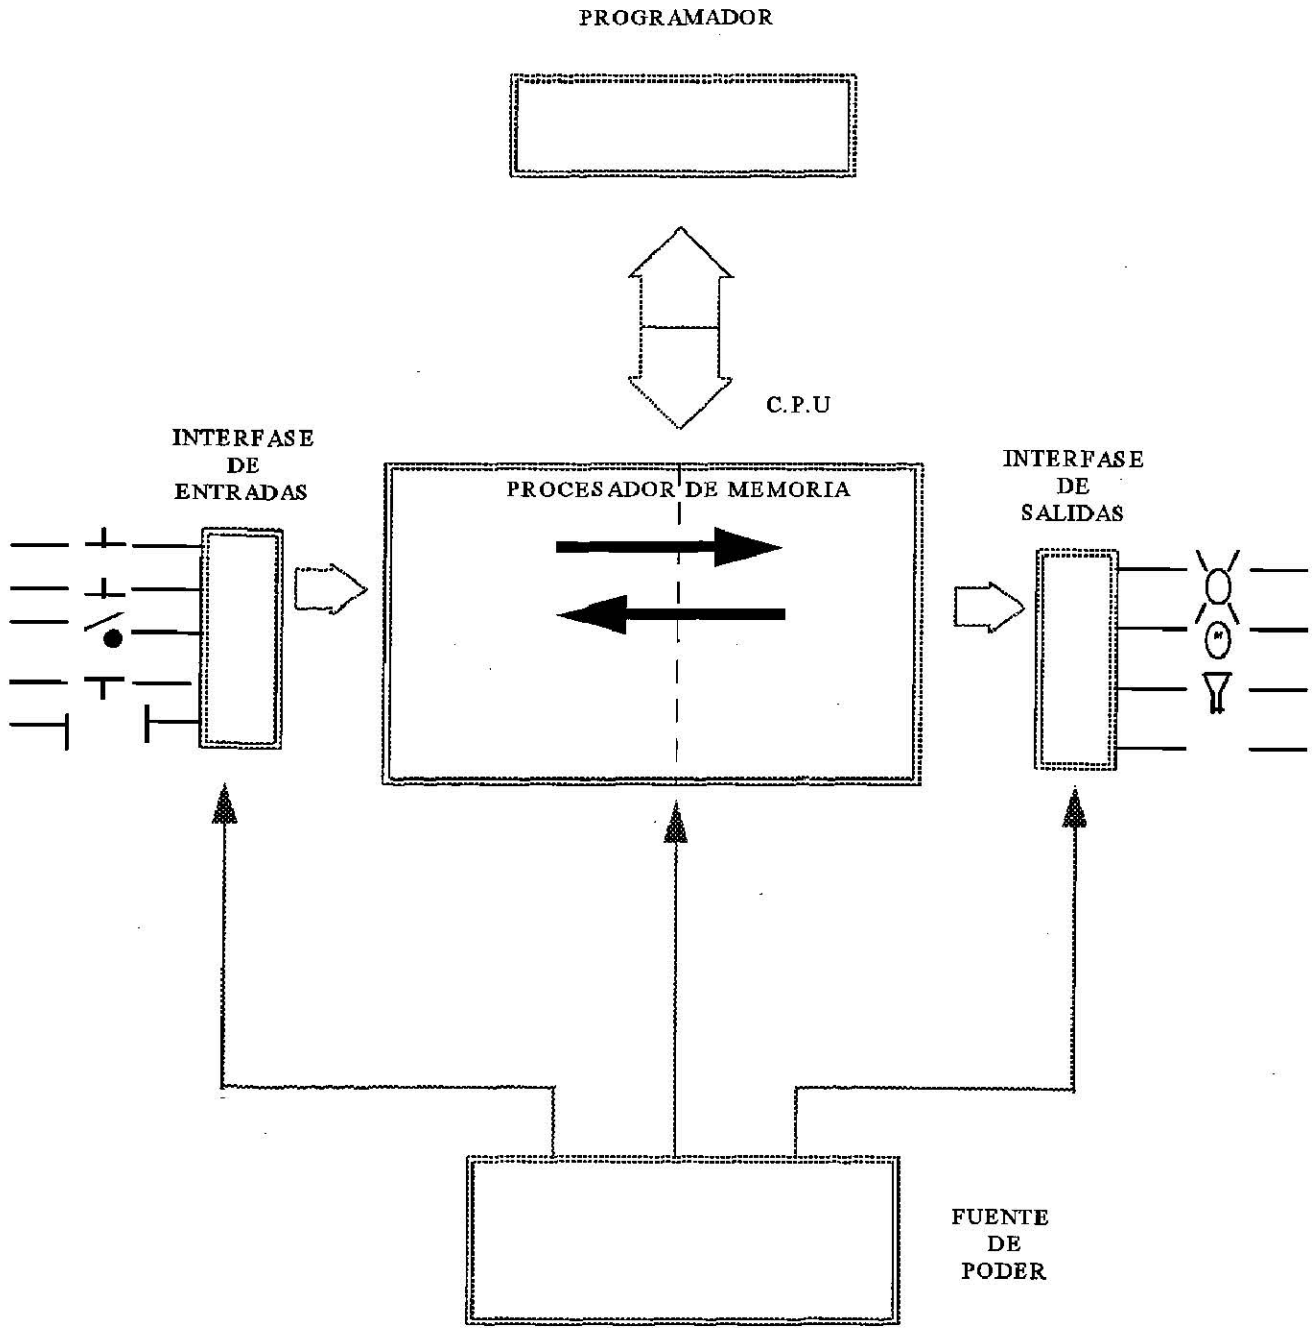 PROGRAMADOR
C.P.U
INTERFASE
DE
ENTRADAS
INTERFASE
DE
SALIDAS
PROCESADOR DE MEMORIA
FUENTE
DE
PODER